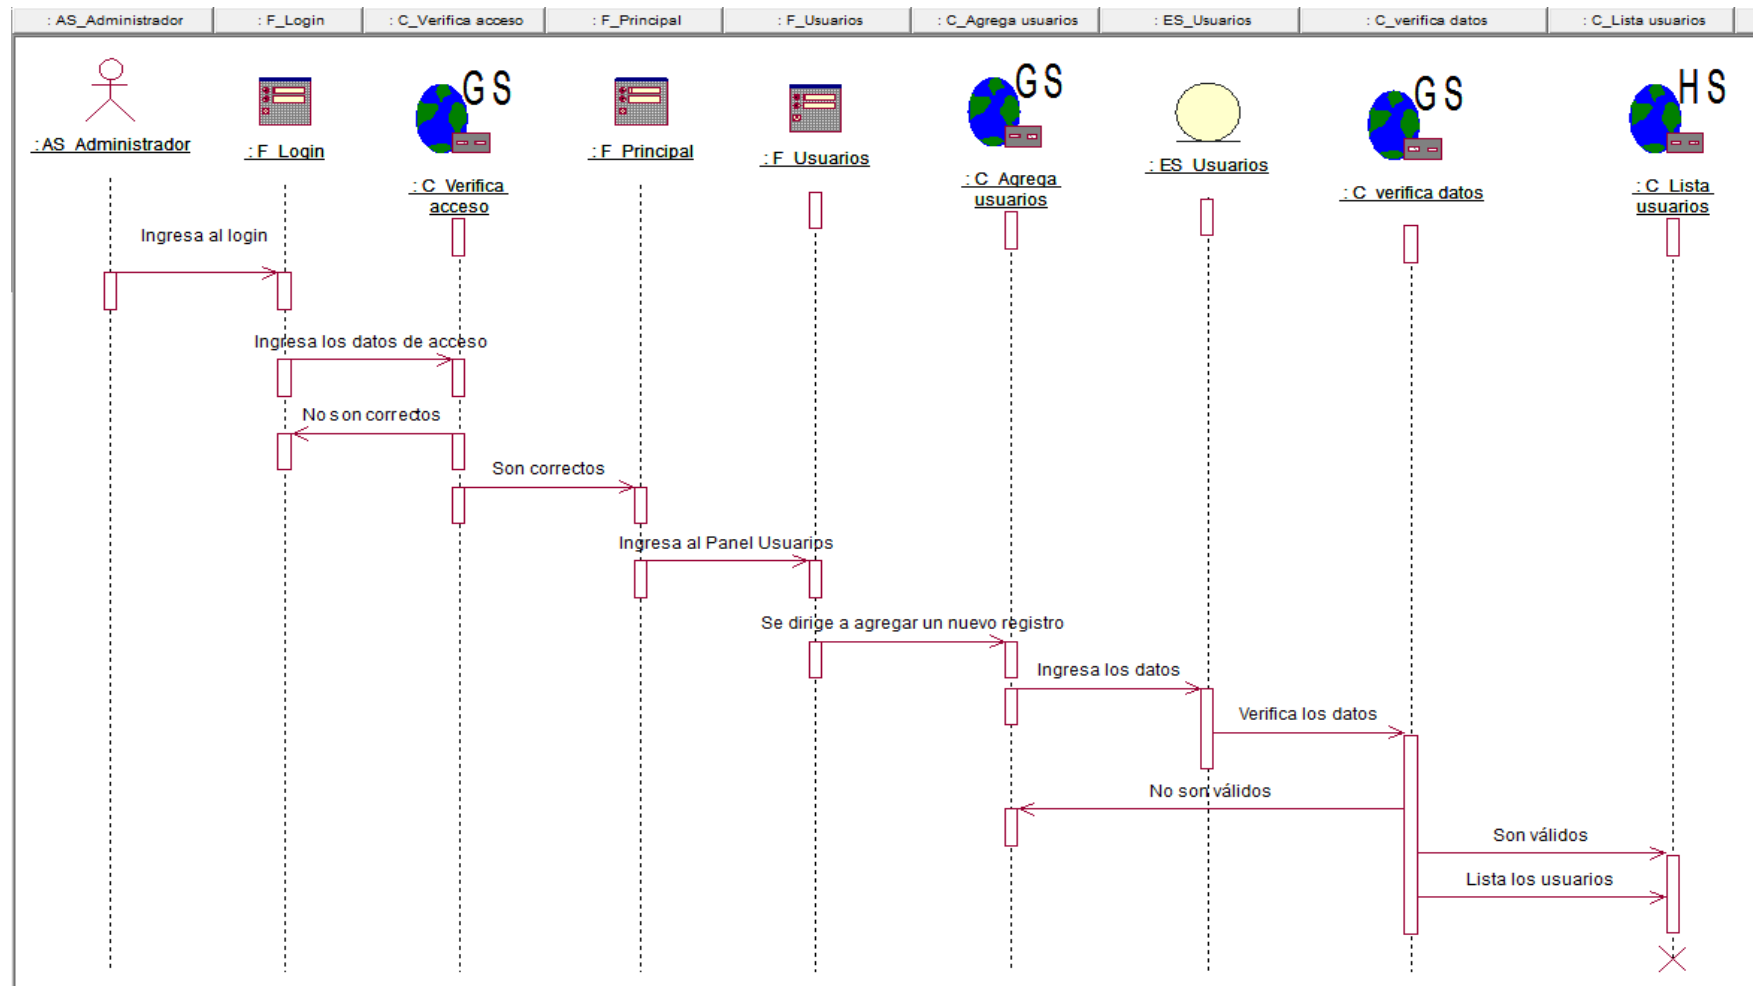 : AS_Administrador
: F_Login
: C_Verifica acceso
: F_Principal
: F_Usuarios
: C_Agrega usuarios
: ES_Usuarios
: C_verifica datos
: C_Lista usuarios
GS
GS
GS
HS
: AS_Administrador
: F_Login
: C_Verifica
acceso
: F_Principal
: F_Usuarios
: C_Agrega
usuarios
: ES_Usuarios
: C_verifica datos
: C_Lista
usuarios
Ingresa al login
Ingresa los datos de acceso
No son correctos
Son correctos
Ingresa al Panel Usuarios
Se dirige a agregar un nuevo registro
Ingresa los datos
Verifica los datos
No son válidos
Son válidos
Lista los usuarios